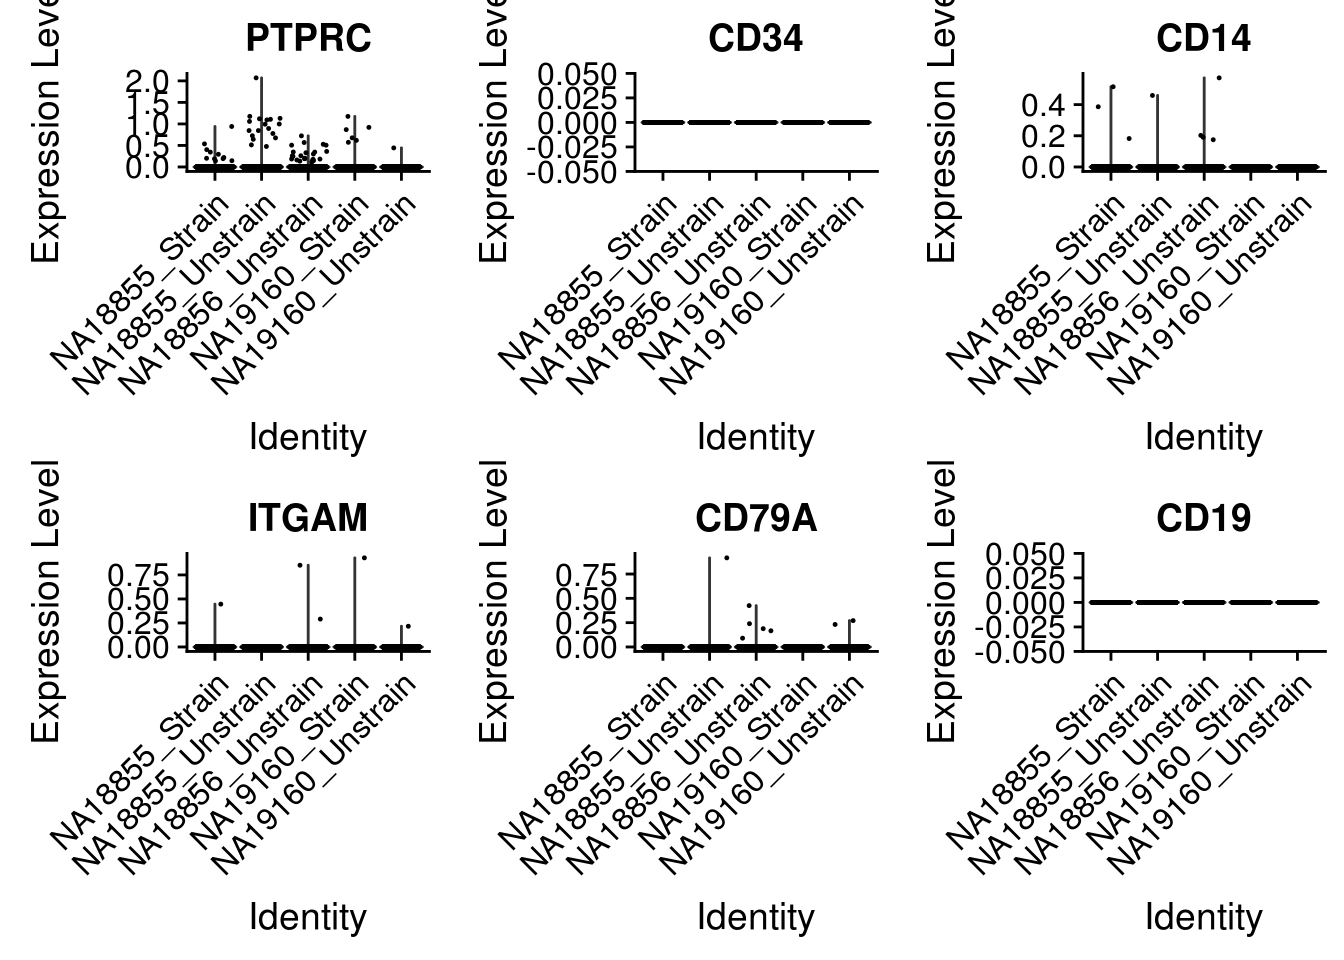 PTPRC
Expression Leve
2.0
1.5
1.0
0.5
0.0
NA18855_Strain
NA18855_Unstrain
NA18856_Unstrain
NA19160_Strain
NA19160_Unstrain
Identity
CD34
Expression Leve
0.050
0.025
0.000
-0.025
-0.050
NA18855_Strain
NA18855_Unstrain
NA18856_Unstrain
NA19160_Strain
NA19160_Unstrain
Identity
CD14
Expression Leve
0.4
0.2
0.0
NA18855_Strain
NA18855_Unstrain
NA18856_Unstrain
NA19160_Strain
NA19160_Unstrain
Identity
ITGAM
Expression Level
0.75
0.50
0.25
0.00
NA18855_Strain
NA18855_Unstrain
NA18856_Unstrain
NA19160_Strain
NA19160_Unstrain
Identity
CD79A
Expression Level
0.75
0.50
0.25
0.00
NA18855_Strain
NA18855_Unstrain
NA18856_Unstrain
NA19160_Strain
NA19160_Unstrain
Identity
CD19
Expression Level
0.050
0.025
0.000
-0.025
-0.050
NA18855_Strain
NA18855_Unstrain
NA18856_Unstrain
NA19160_Strain
NA19160_Unstrain
Identity